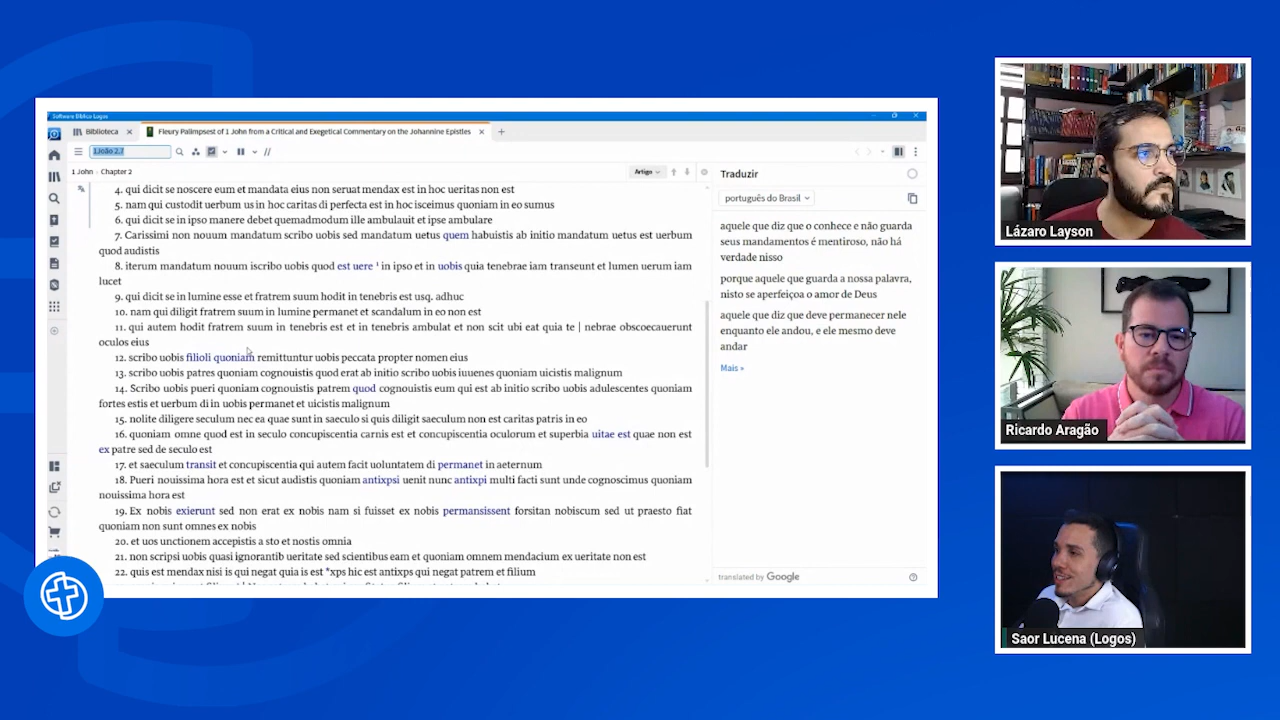 Software Bíblico Logos
Biblioteca
Fleury Palimpsest of 1 John from a Critical and Exegetical Commentary on the Johannine Epistles
1João 2.7
1 John · Chapter 2
Artigo
4. qui dicit se noscere eum et mandata eius non seruat mendax est in hoc ueritas non est
5. nam qui custodit uerbum us in hoc caritas di perfecta est in hoc iscimus quoniam in eo sumus
6. qui dicit se in ipso manere debet quemadmodum ille ambulauit et ipse ambulare
7. Carissimi non nouum mandatum scribo uobis sed mandatum uetus quem habuistis ab initio mandatum uetus est uerbum
quod audistis
8. iterum mandatum nouum iscribo uobis quod est uere ¹ in ipso et in uobis quia tenebrae iam transeunt et lumen uerum iam
lucet
9. qui dicit se in lumine esse et fratrem suum hodit in tenebris est usq. adhuc
10. nam qui diligit fratrem suum in lumine permanet et scandalum in eo non est
11. qui autem hodit fratrem suum in tenebris est et in tenebris ambulat et non scit ubi eat quia te | nebrae obscoecauerunt
oculos eius
12. scribo uobis filioli quoniam remittuntur uobis peccata propter nomen eius
13. scribo uobis patres quoniam cognouistis quod erat ab initio scribo uobis iuuenes quoniam uicistis malignum
14. Scribo uobis pueri quoniam cognouistis patrem quod cognouistis eum qui est ab initio scribo uobis adulescentes quoniam
fortes estis et uerbum di in uobis permanet et uicistis malignum
15. nolite diligere seculum nec ea quae sunt in saeculo si quis diligit saeculum non est caritas patris in eo
16. quoniam omne quod est in seculo concupiscentia carnis est et concupiscentia oculorum et superbia uitae est quae non est
ex patre sed de seculo est
17. et saeculum transit et concupiscentia qui autem facit uoluntatem di permanet in aeternum
18. Pueri nouissima hora est et sicut audistis quoniam antixpsi uenit nunc antixpi multi facti sunt unde cognoscimus quoniam
nouissima hora est
19. Ex nobis exierunt sed non erat ex nobis nam si fuisset ex nobis permansissent forsitan nobiscum sed ut praesto fiat
quoniam non sunt omnes ex nobis
20. et uos unctionem accepistis a sto et nostis omnia
21. non scripsi uobis quasi ignorantib ueritate sed scientibus eam et quoniam omnem mendacium ex ueritate non est
22. quis est mendax nisi is qui negat quia is est *xps hic est antixps qui negat patrem et filium
Traduzir
português do Brasil
aquele que diz que o conhece e não guarda
seus mandamentos é mentiroso, não há
verdade nisso
porque aquele que guarda a nossa palavra,
nisto se aperfeiçoa o amor de Deus
aquele que diz que deve permanecer nele
enquanto ele andou, e ele mesmo deve
andar
Mais »
translated by Google
Lázaro Layson
Ricardo Aragão
Saor Lucena (Logos)